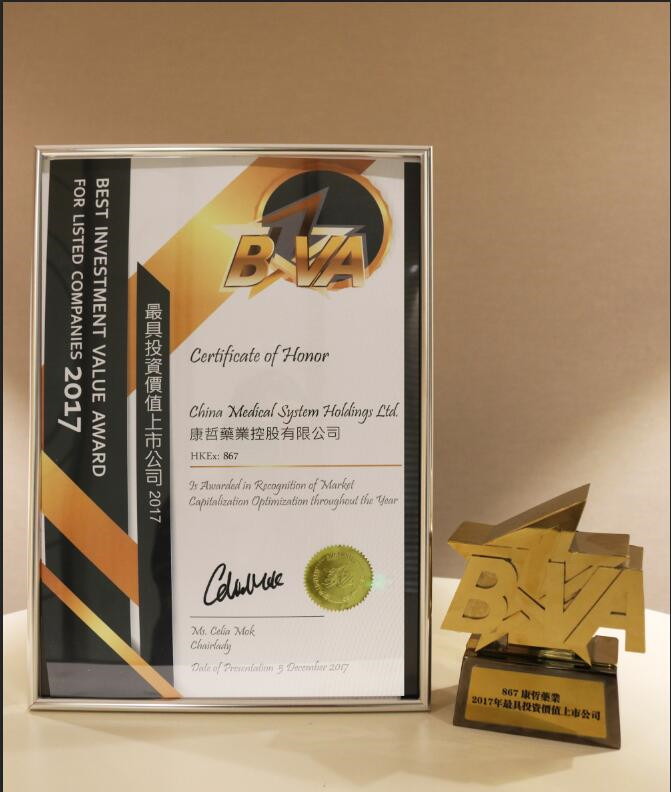 BEST INVESTMENT VALUE AWARD
FOR LISTED COMPANIES 2017
最具投資價值上市公司 2017
BVA
Certificate of Honor
China Medical System Holdings Ltd.
康哲藥業控股有限公司
HKEx: 867
Is Awarded in Recognition of Market
Capitalization Optimization throughout the Year
Ms. Celia Mok
Chairlady
Date of Presentation 5 December 2017
BVA
867 康哲藥業
2017年最具投資價值上市公司